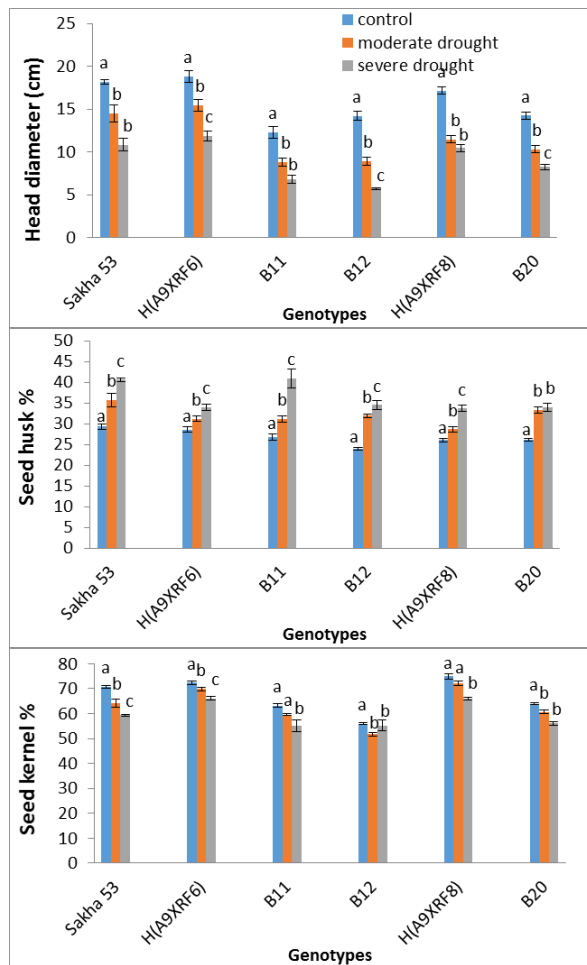 control
moderate drought
severe drought
Head diameter (cm)
25
20
15
10
5
0
a b b
a b c
a b b
a b c
a b b
a b c
Sakha 53
H(A9XRF6)
B11
B12
H(A9XRF8)
B20
Genotypes
Seed husk %
50
45
40
35
30
25
20
15
10
5
0
a b c
a b c
a b c
a b c
a b c
a b b
Sakha 53
H(A9XRF6)
B11
B12
H(A9XRF8)
B20
Genotypes
Seed kernel %
80
70
60
50
40
30
20
10
0
a b c
a b c
a a b
a b b
a a b
a b b
Sakha 53
H(A9XRF6)
B11
B12
H(A9XRF8)
B20
Genotypes